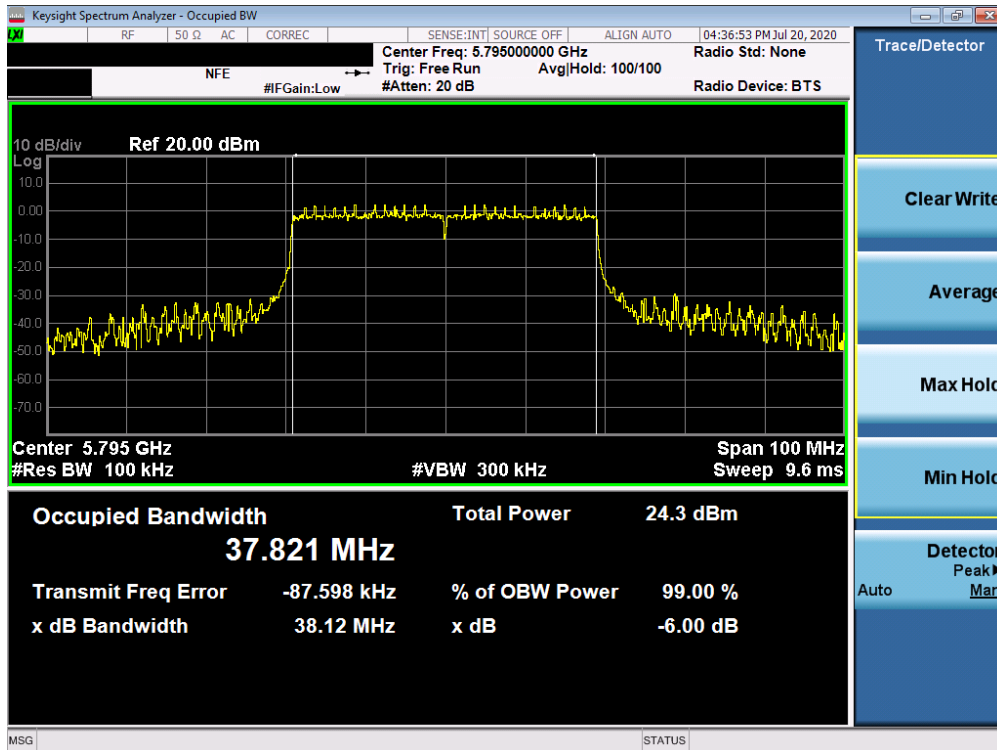 Keysight Spectrum Analyzer - Occupied BW
LXI RF 50 Ω AC CORREC SENSE:INT SOURCE OFF ALIGN AUTO 04:36:53 PM Jul 20, 2020
Center Freq: 5.795000000 GHz Radio Std: None
NFE Trig: Free Run Avg|Hold: 100/100
#IFGain:Low #Atten: 20 dB Radio Device: BTS
Trace/Detector
10 dB/div Ref 20.00 dBm
Log
10.0
0.00
-10.0
-20.0
-30.0
-40.0
-50.0
-60.0
-70.0
Center 5.795 GHz Span 100 MHz
#Res BW 100 kHz #VBW 300 kHz Sweep 9.6 ms
Clear Write
Average
Max Hold
Min Hold
Detector
Peak
Auto Man
Occupied Bandwidth Total Power 24.3 dBm
37.821 MHz
Transmit Freq Error -87.598 kHz % of OBW Power 99.00 %
x dB Bandwidth 38.12 MHz x dB -6.00 dB
MSG STATUS